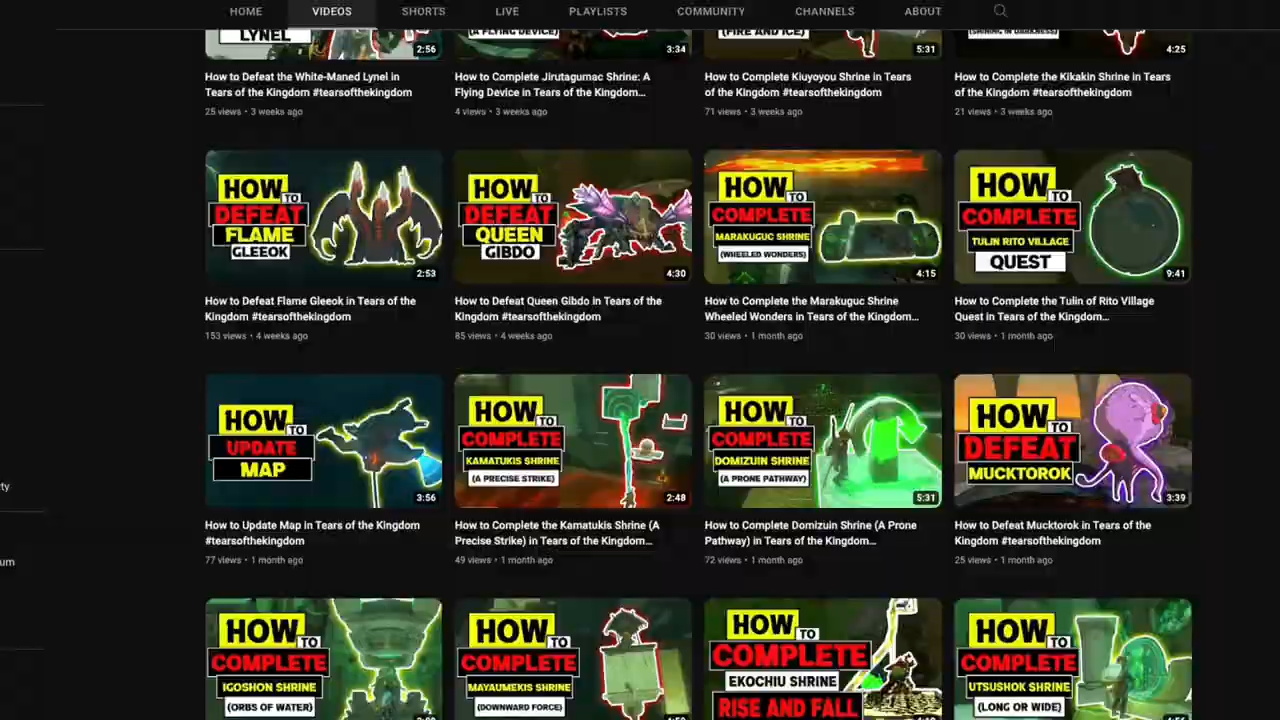 HOME VIDEOS SHORTS LIVE PLAYLISTS COMMUNITY CHANNELS ABOUT
LYNEL
2:56
(A FLYING DEVICE)
3:34
(FIRE AND ICE)
5:31
(SHINING IN DARKNESS)
4:25
How to Defeat the White-Maned Lynel in
Tears of the Kingdom #tearsofthekingdom
25 views • 3 weeks ago
How to Complete Jirutagumac Shrine: A
Flying Device in Tears of the Kingdom...
4 views • 3 weeks ago
How to Complete Kiuyoyou Shrine in Tears
of the Kingdom #tearsofthekingdom
71 views • 3 weeks ago
How to Complete the Kikakin Shrine in Tears
of the Kingdom #tearsofthekingdom
21 views • 3 weeks ago
HOW
TO
DEFEAT
FLAME
GLEEOK
2:53
HOW
TO
DEFEAT
QUEEN
GIBDO
4:30
HOW
TO
COMPLETE
MARAKUGUC SHRINE
(WHEELED WONDERS)
4:15
HOW
TO
COMPLETE
TULIN RITO VILLAGE
QUEST
9:41
How to Defeat Flame Gleeok in Tears of the
Kingdom #tearsofthekingdom
153 views • 4 weeks ago
How to Defeat Queen Gibdo in Tears of the
Kingdom #tearsofthekingdom
85 views • 4 weeks ago
How to Complete the Marakuguc Shrine
Wheeled Wonders in Tears of the Kingdom...
30 views • 1 month ago
How to Complete the Tulin of Rito Village
Quest in Tears of the Kingdom...
30 views • 1 month ago
HOW
TO
UPDATE
MAP
3:56
HOW
TO
COMPLETE
KAMATUKIS SHRINE
(A PRECISE STRIKE)
2:48
HOW
TO
COMPLETE
DOMIZUIN SHRINE
(A PRONE PATHWAY)
5:31
HOW
TO
DEFEAT
MUCKTOROK
3:39
ty
How to Update Map in Tears of the Kingdom
#tearsofthekingdom
77 views • 1 month ago
How to Complete the Kamatukis Shrine (A
Precise Strike) in Tears of the Kingdom...
49 views • 1 month ago
How to Complete Domizuin Shrine (A Prone
Pathway) in Tears of the Kingdom...
72 views • 1 month ago
How to Defeat Mucktorok in Tears of the
Kingdom #tearsofthekingdom
25 views • 1 month ago
um
HOW
TO
COMPLETE
IGOSHON SHRINE
(ORBS OF WATER)
HOW
TO
COMPLETE
MAYAUMEKIS SHRINE
(DOWNWARD FORCE)
HOW
TO
COMPLETE
EKOCHIU SHRINE
RISE AND FALL
HOW
TO
COMPLETE
UTSUSHOK SHRINE
(LONG OR WIDE)